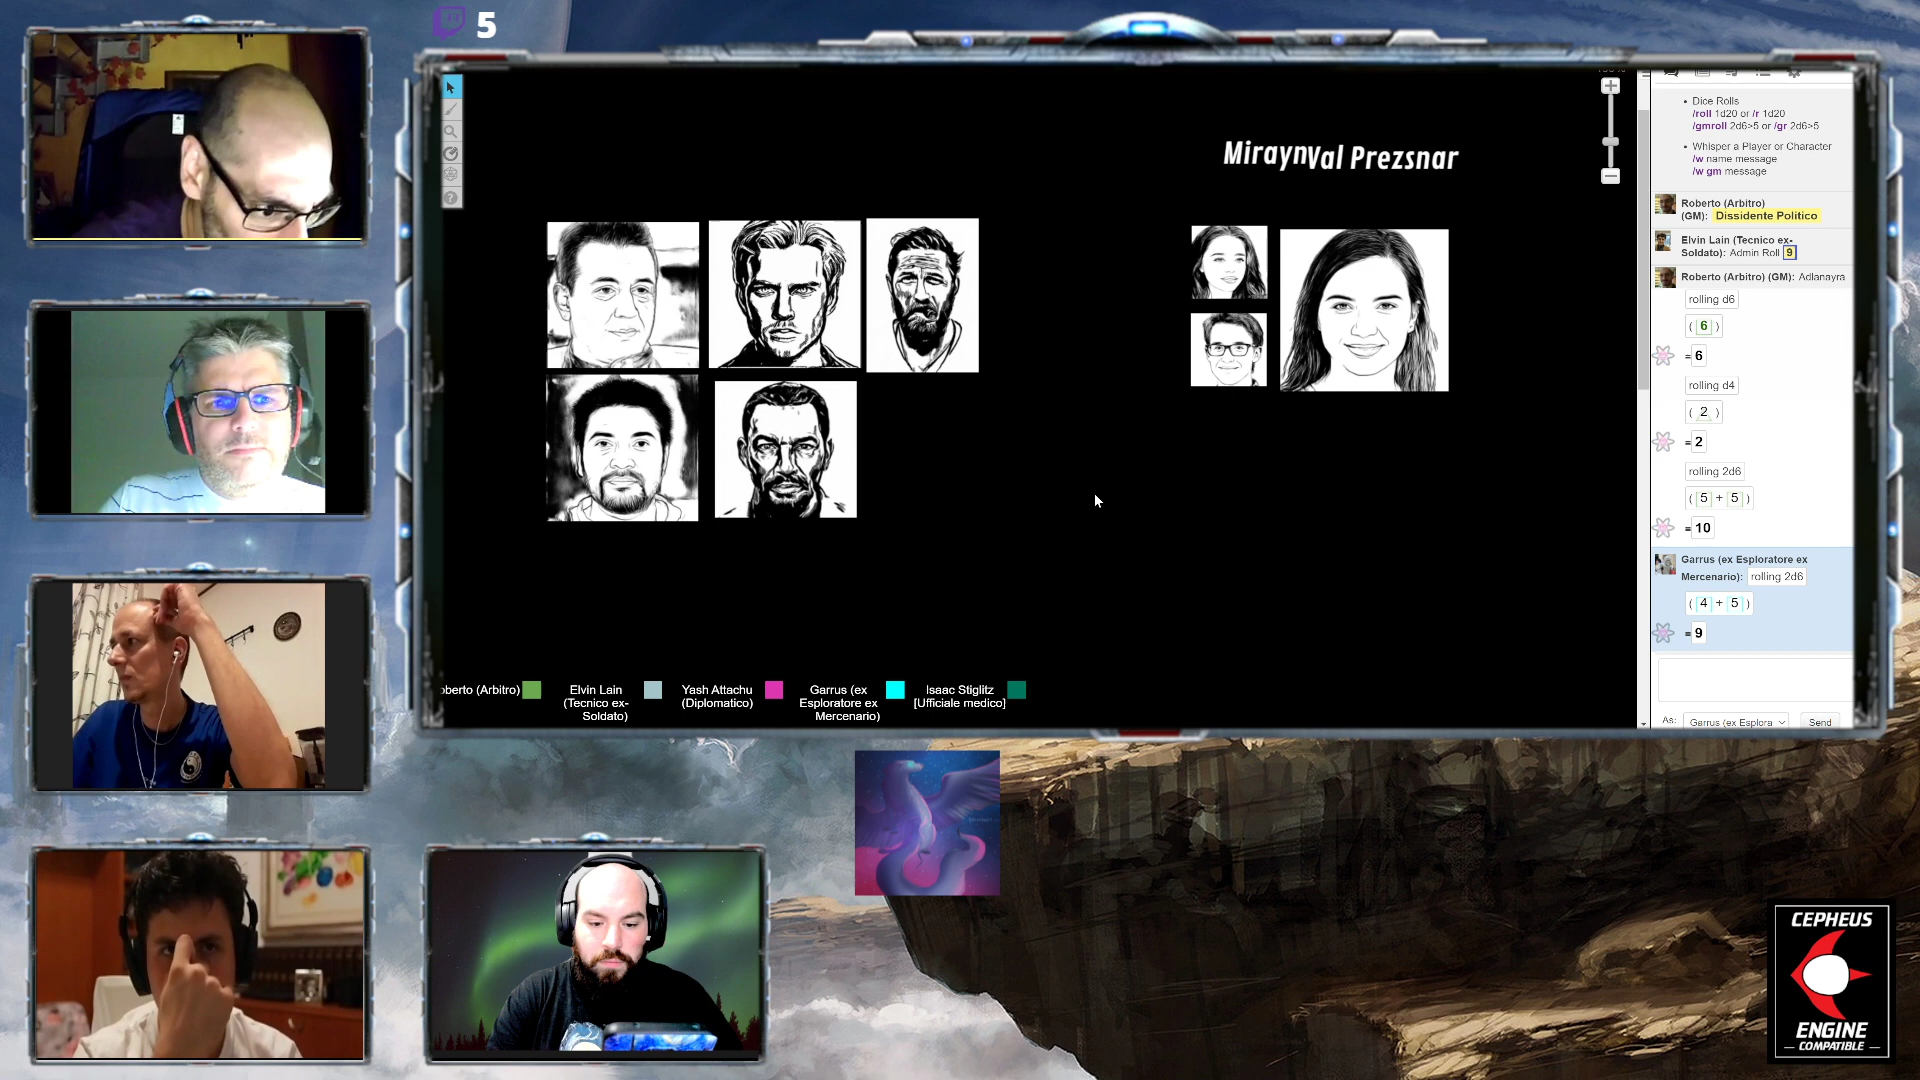 5
MiraynVal Prezsnar
Dice Rolls
/roll 1d20 or /r 1d20
/gmroll 2d6>5 or /gr 2d6>5
Whisper a Player or Character
/w name message
/w gm message
Roberto (Arbitro)
(GM): Dissidente Politico
Elvin Lain (Tecnico ex-
Soldato): Admin Roll 9
Roberto (Arbitro) (GM): Adlanayra
rolling d6
( 6 )
= 6
rolling d4
( 2 )
= 2
rolling 2d6
( 5 + 5 )
= 10
Garrus (ex Esploratore ex
Mercenario): rolling 2d6
( 4 + 5 )
= 9
As: Garrus (ex Esplora Send
oberto (Arbitro)
Elvin Lain
(Tecnico ex-
Soldato)
Yash Attachu
(Diplomatico)
Garrus (ex
Esploratore ex
Mercenario)
Isaac Stiglitz
[Ufficiale medico]
CEPHEUS
ENGINE
— COMPATIBLE —